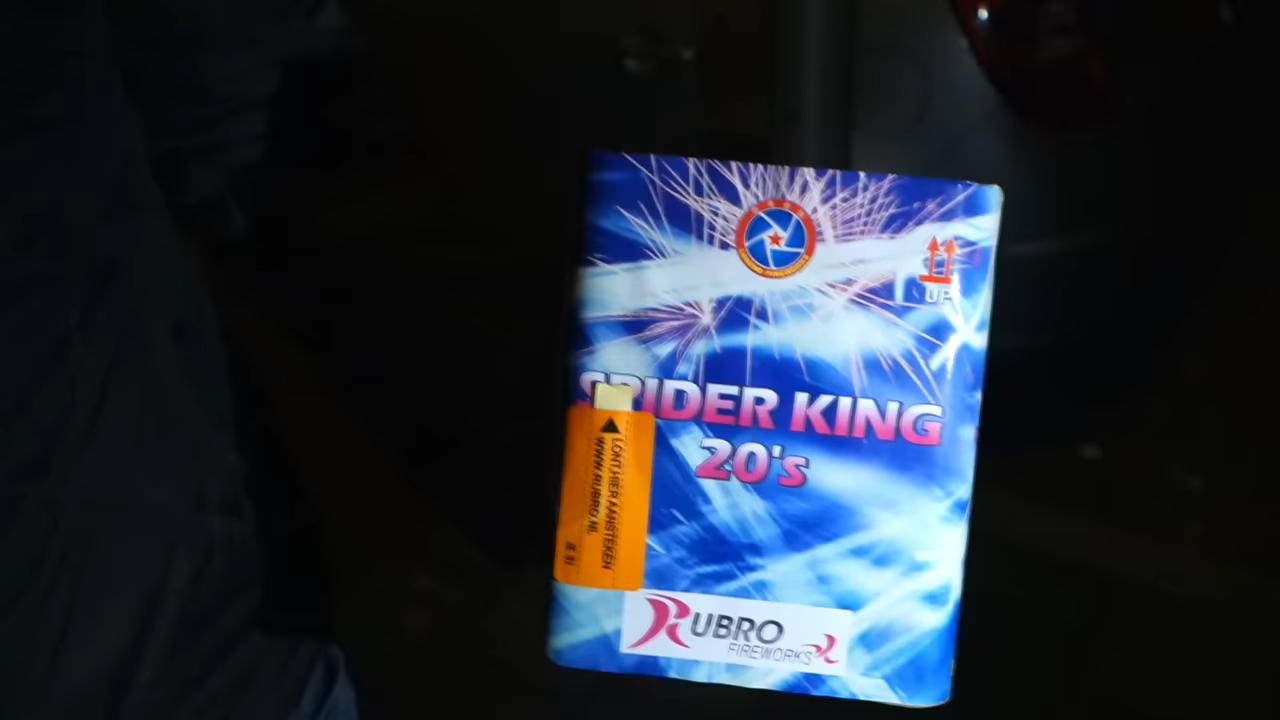 UP
SPIDER KING
20's
LONT HIER AANSTEKEN
WWW.RUBRO.NL
RUBRO
FIREWORKS